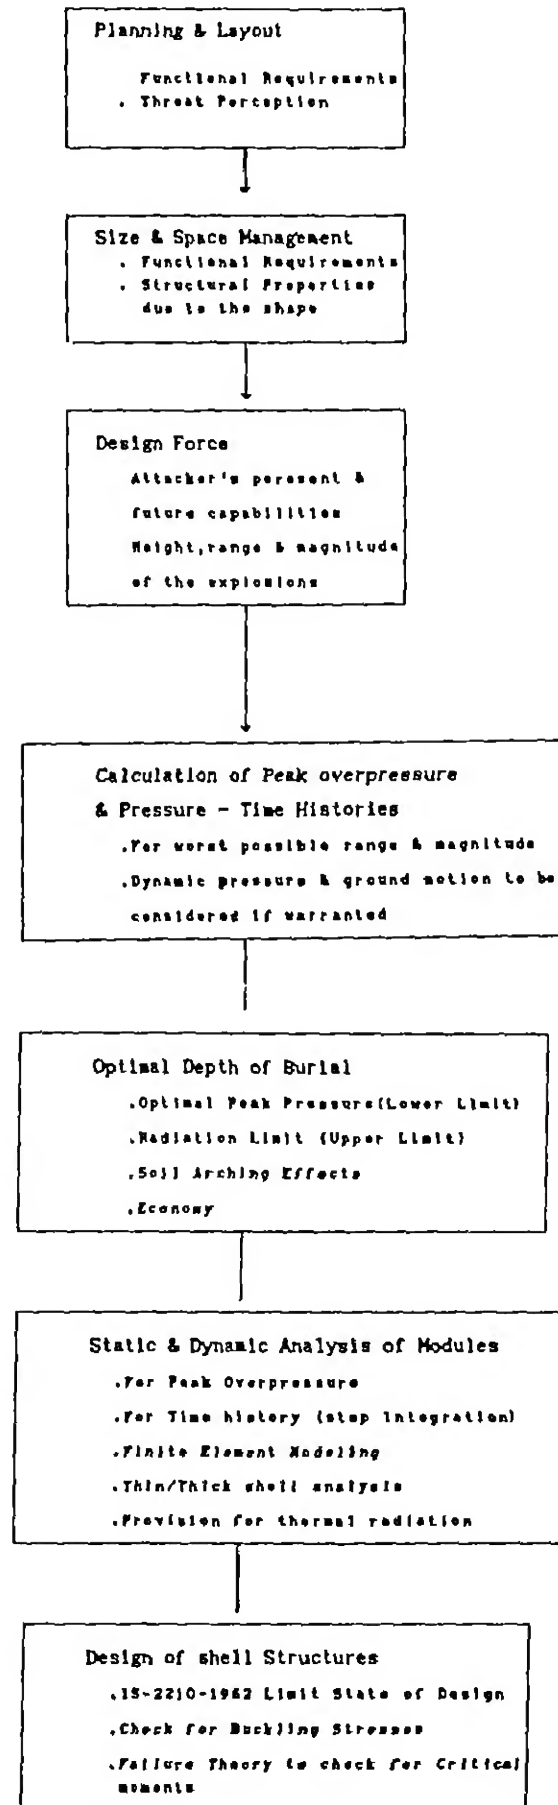 Planning & Layout
Functional Requirements
. Threat Perception
Size & Space Management
. Functional Requirements
. Structural Properties
due to the shape
Design Force
Attacker's peresent &
future capabilities
Height,range & magnitude
of the explosions
Calculation of Peak overpressure
& Pressure - Time Histories
.For worst possible range & magnitude
.Dynamic pressure & ground motion to be
considered if warranted
Optimal Depth of Burial
.Optimal Peak Pressure(Lower Limit)
.Radiation Limit (Upper Limit)
.Soil Arching Effects
.Economy
Static & Dynamic Analysis of Modules
.For Peak Overpressure
.For Time history (step Integration)
.Finite Element Modeling
.Thin/Thick shell analysis
.Provision for thermal radiation
Design of shell Structures
.IS-2210-1962 Limit State of Design
.Check for Buckling Stresses
.Failure Theory to check for Critical
moments